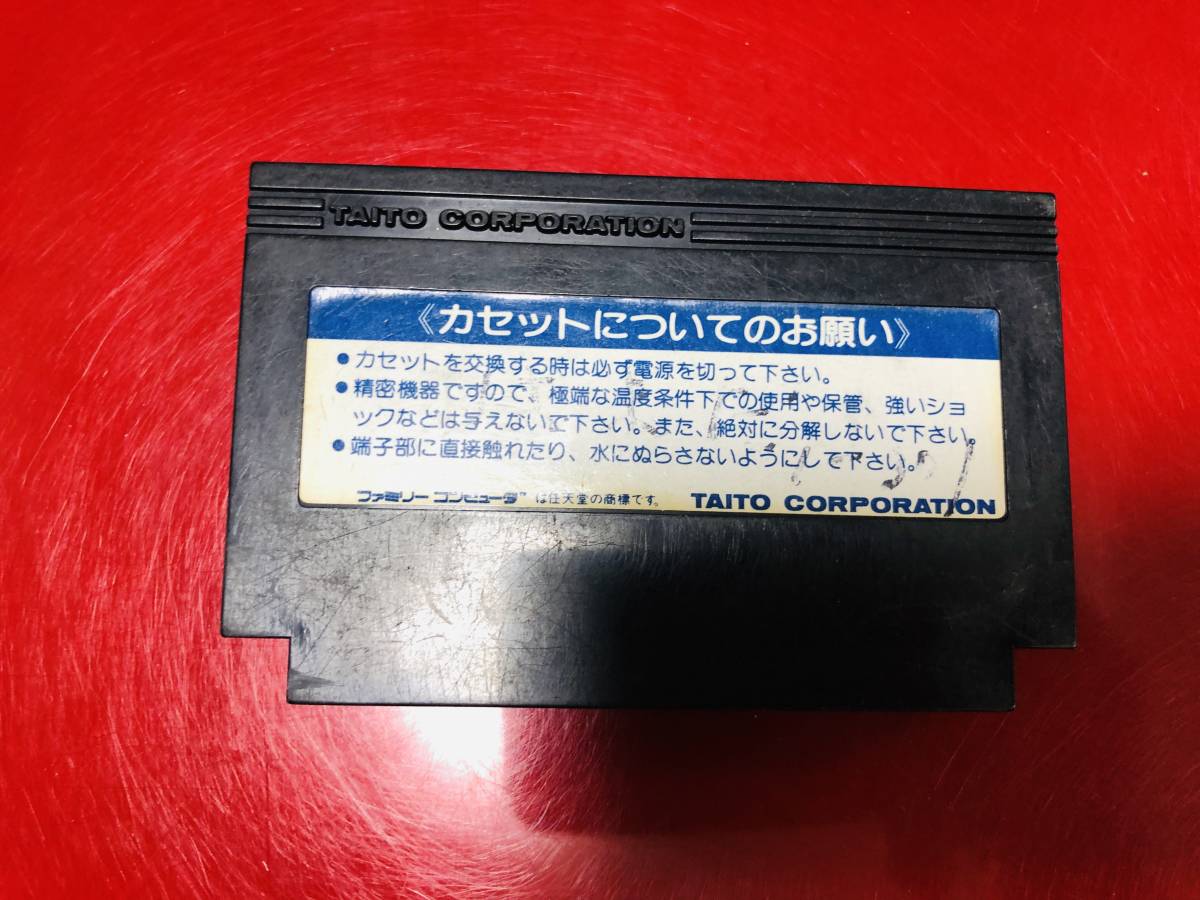 TAITO CORPORATION
《カセットについてのお願い》
●カセットを交換する時は必ず電源を切って下さい。
●精密機器ですので、極端な温度条件下での使用や保管、強いショ
ックなどは与えないで下さい。また、絶対に分解しないで下さい。
●端子部に直接触れたり、水にぬらさないようにして下さい。
ファミリーコンピュータ™は任天堂の商標です。 TAITO CORPORATION